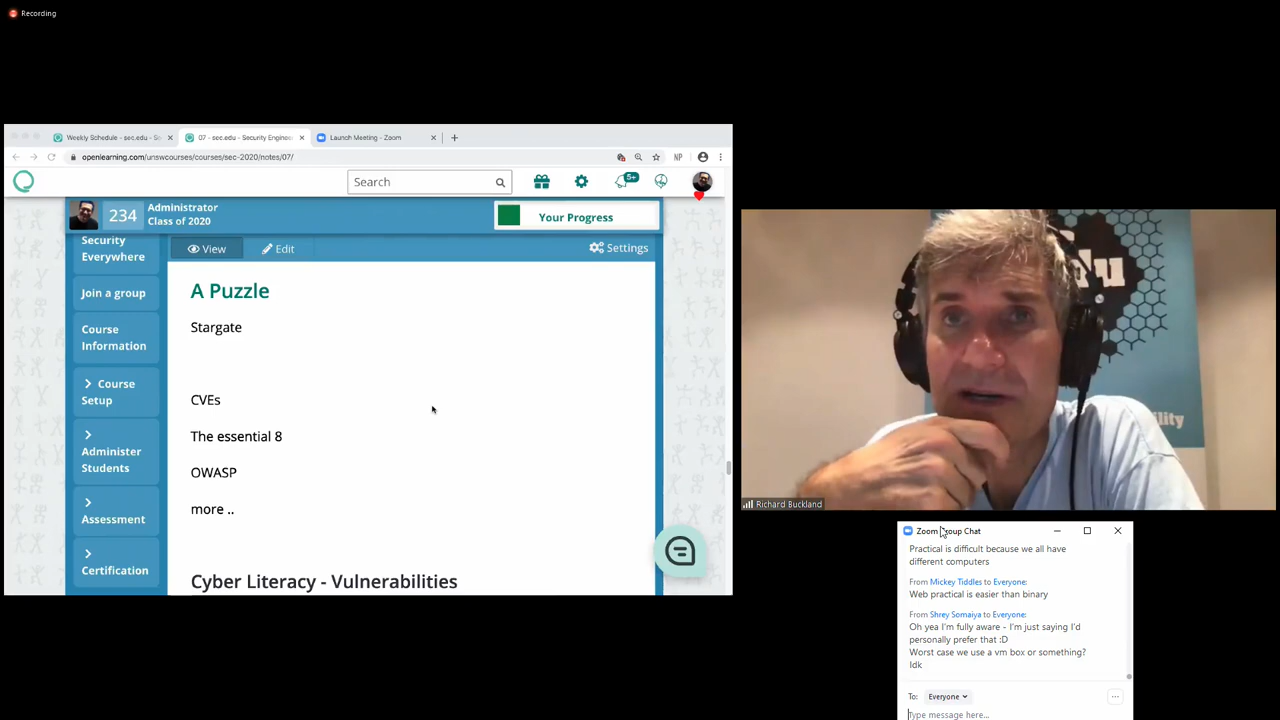 Recording
Weekly Schedule - sec.edu - Se
07 - sec.edu - Security Enginee
Launch Meeting - Zoom
openlearning.com/unswcourses/courses/sec-2020/notes/07/
NP
Search
5+
234
Administrator
Class of 2020
Your Progress
Security
Everywhere
View
Edit
Settings
A Puzzle
Join a group
Stargate
Course
Information
Course
Setup
CVEs
The essential 8
Administer
Students
OWASP
more ..
Assessment
Certification
Cyber Literacy - Vulnerabilities
du
ility
Richard Buckland
Zoom Group Chat
Practical is difficult because we all have
different computers
From Mickey Tiddles to Everyone:
Web practical is easier than binary
From Shrey Somaiya to Everyone:
Oh yea I'm fully aware - I'm just saying I'd
personally prefer that :D
Worst case we use a vm box or something?
Idk
To: Everyone
Type message here...